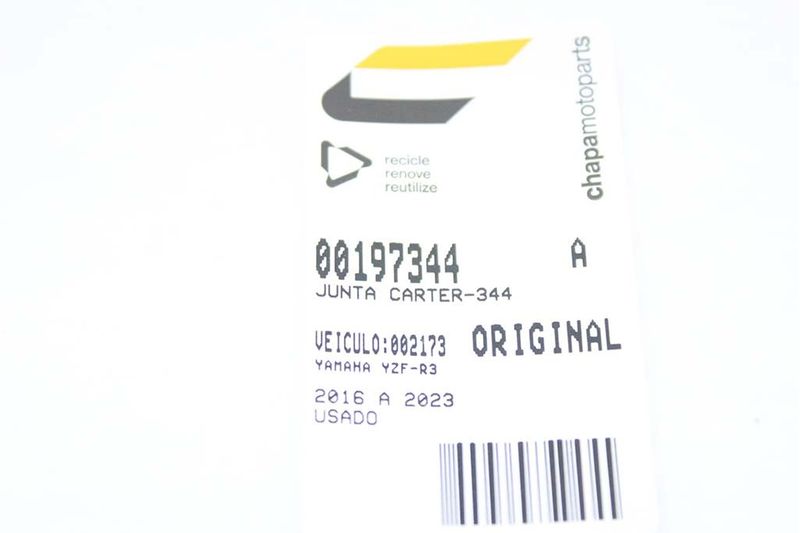 chapamotoparts
recicle
renove
reutilize
00197344 A
JUNTA CARTER-344
VEICULO:002173 ORIGINAL
YAMAHA YZF-R3
2016 A 2023
USADO